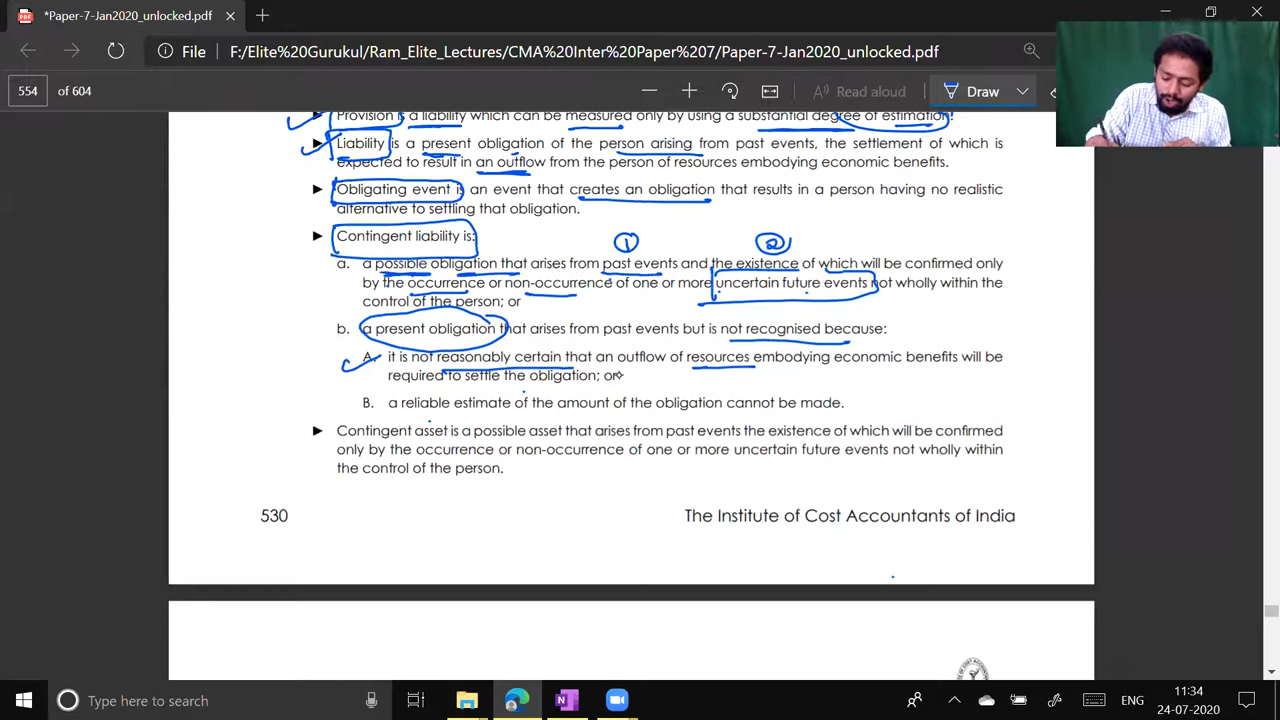 *Paper-7-Jan2020_unlocked.pdf
File
F:/Elite%20Gurukul/Ram_Elite_Lectures/CMA%20Inter%20Paper%207/Paper-7-Jan2020_unlocked.pdf
554 of 604
Read aloud
Draw
Provision is a liability which can be measured only by using a substantial degree of estimation.
Liability is a present obligation of the person arising from past events, the settlement of which is
expected to result in an outflow from the person of resources embodying economic benefits.
Obligating event is an event that creates an obligation that results in a person having no realistic
alternative to settling that obligation.
Contingent liability is:
1 2
a. a possible obligation that arises from past events and the existence of which will be confirmed only
by the occurrence or non-occurrence of one or more uncertain future events not wholly within the
control of the person; or
b. a present obligation that arises from past events but is not recognised because:
A. it is not reasonably certain that an outflow of resources embodying economic benefits will be
required to settle the obligation; or
B. a reliable estimate of the amount of the obligation cannot be made.
Contingent asset is a possible asset that arises from past events the existence of which will be confirmed
only by the occurrence or non-occurrence of one or more uncertain future events not wholly within
the control of the person.
530 The Institute of Cost Accountants of India
Type here to search
ENG
11:34
24-07-2020